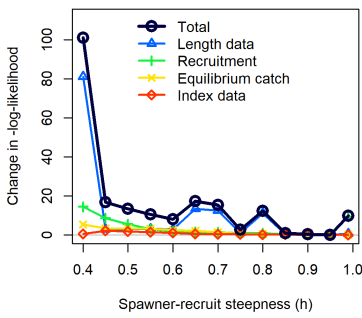 Total
Length data
Recruitment
Equilibrium catch
Index data
Change in -log-likelihood
100
80
60
40
20
0
0.4 0.5 0.6 0.7 0.8 0.9 1.0
Spawner-recruit steepness (h)